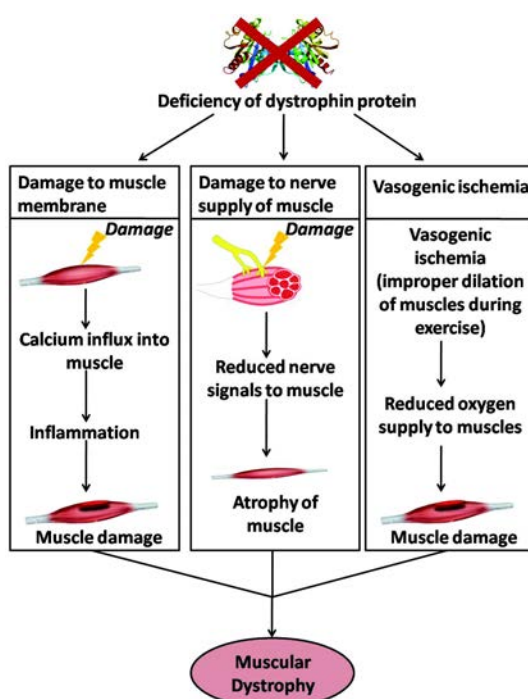 Deficiency of dystrophin protein
Damage to muscle
membrane
Damage
Calcium influx into
muscle
Inflammation
Muscle damage
Damage to nerve
supply of muscle
Damage
Reduced nerve
signals to muscle
Atrophy of
muscle
Vasogenic ischemia
Vasogenic
ischemia
(improper dilation
of muscles during
exercise)
Reduced oxygen
supply to muscles
Muscle damage
Muscular
Dystrophy